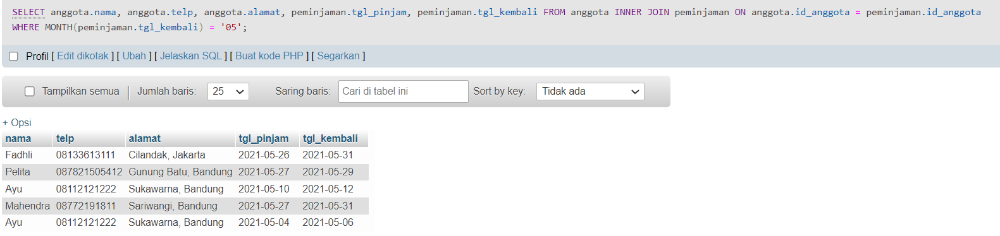 SELECT anggota.nama, anggota.telp, anggota.alamat, peminjaman.tgl_pinjam, peminjaman.tgl_kembali FROM anggota INNER JOIN peminjaman ON anggota.id_anggota = peminjaman.id_anggota
WHERE MONTH(peminjaman.tgl_kembali) = '05';
Profil [ Edit dikotak ] [ Ubah ] [ Jelaskan SQL ] [ Buat kode PHP ] [ Segarkan ]
Tampilkan semua | Jumlah baris: 25 Saring baris: Cari di tabel ini Sort by key: Tidak ada
+ Opsi
nama telp alamat tgl_pinjam tgl_kembali
Fadhli 08133613111 Cilandak, Jakarta 2021-05-26 2021-05-31
Pelita 087821505412 Gunung Batu, Bandung 2021-05-27 2021-05-29
Ayu 08112121222 Sukawarna, Bandung 2021-05-10 2021-05-12
Mahendra 08772191811 Sariwangi, Bandung 2021-05-27 2021-05-31
Ayu 08112121222 Sukawarna, Bandung 2021-05-04 2021-05-06